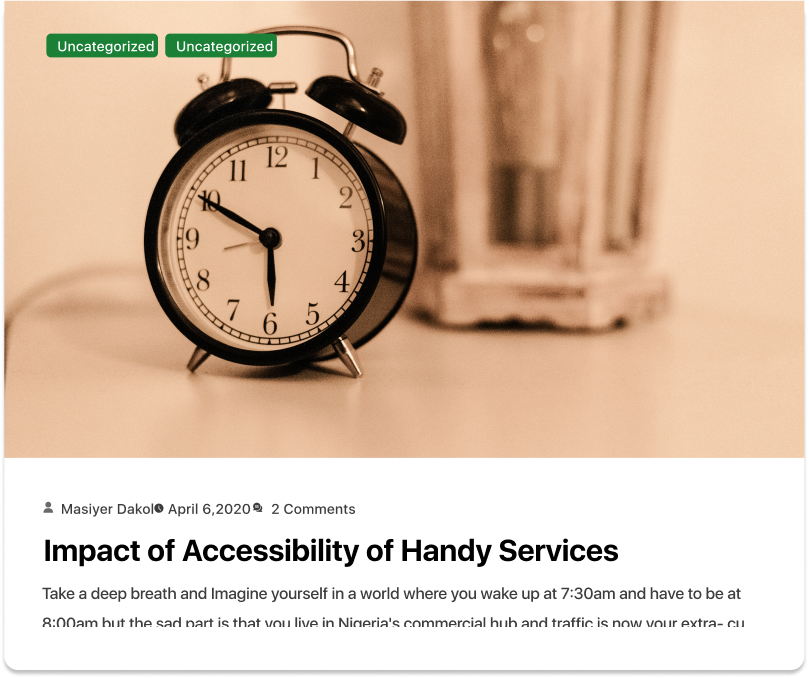 Uncategorized Uncategorized
12
11 1
10 2
9 3
8 4
7 5
6
Masiyer Dakol April 6,2020 2 Comments
Impact of Accessibility of Handy Services
Take a deep breath and Imagine yourself in a world where you wake up at 7:30am and have to be at
8:00am but the sad part is that you live in Nigeria's commercial hub and traffic is now your extra- cu